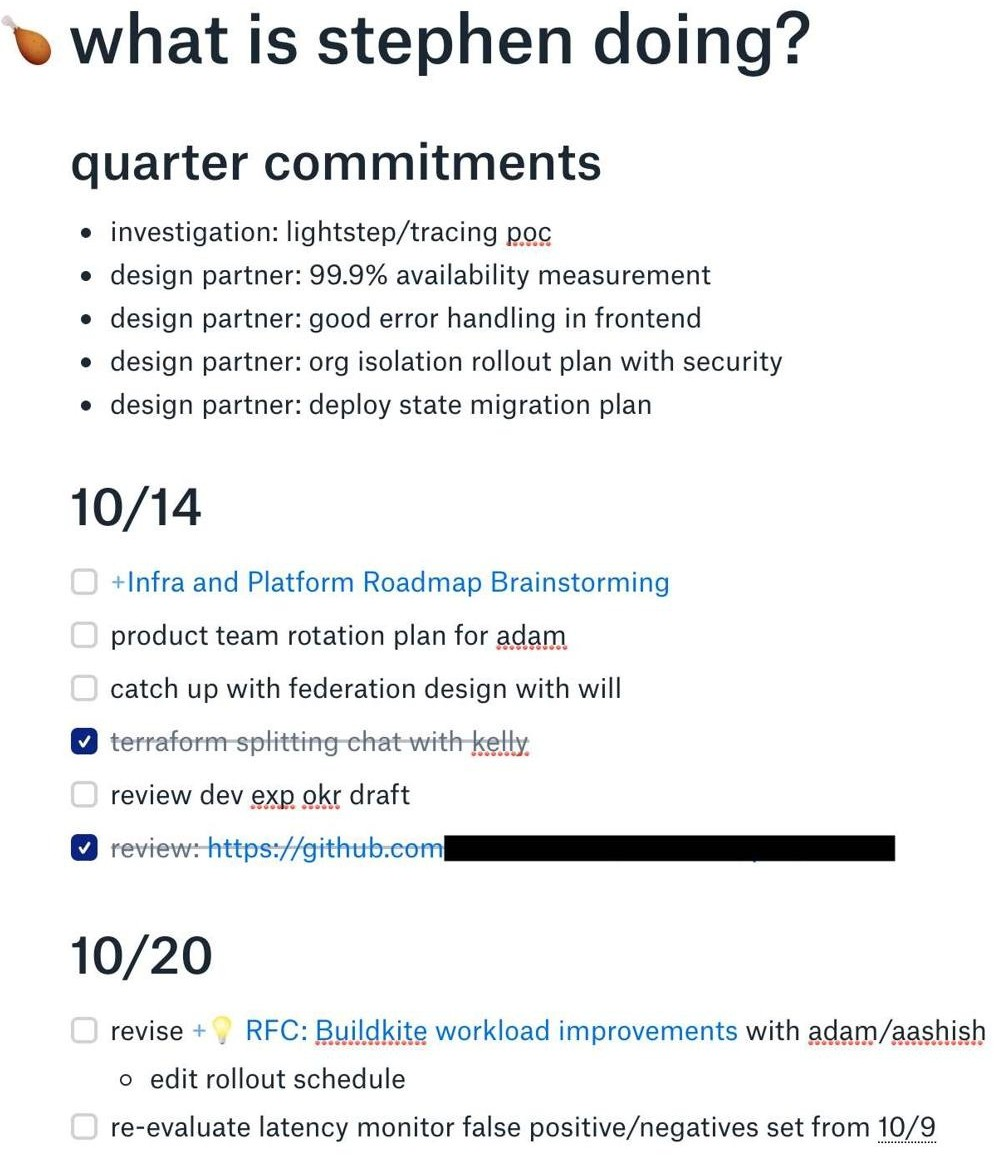 what is stephen doing?
quarter commitments
investigation: lightstep/tracing poc
design partner: 99.9% availability measurement
design partner: good error handling in frontend
design partner: org isolation rollout plan with security
design partner: deploy state migration plan
10/14
+Infra and Platform Roadmap Brainstorming
product team rotation plan for adam
catch up with federation design with will
terraform splitting chat with kelly
review dev exp okr draft
review: https://github.com
10/20
revise +💡 RFC: Buildkite workload improvements with adam/aashish
edit rollout schedule
re-evaluate latency monitor false positive/negatives set from 10/9